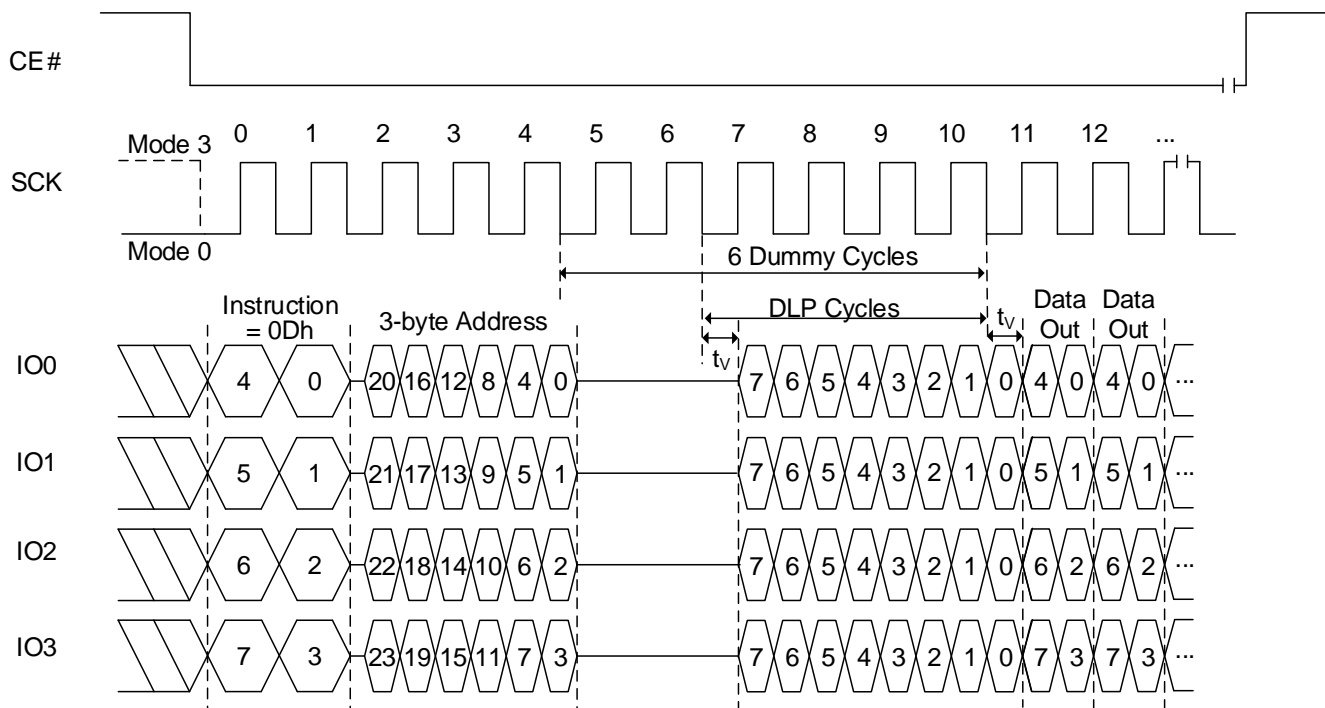 CE#
0 1 2 3 4 5 6 7 8 9 10 11 12 ...
Mode 3
SCK
Mode 0
6 Dummy Cycles
Instruction
= 0Dh
3-byte Address
DLP Cycles
tV
tV
Data
Out
Data
Out
IO0 4 0 20 16 12 8 4 0 7 6 5 4 3 2 1 0 4 0 4 0 ...
IO1 5 1 21 17 13 9 5 1 7 6 5 4 3 2 1 0 5 1 5 1 ...
IO2 6 2 22 18 14 10 6 2 7 6 5 4 3 2 1 0 6 2 6 2 ...
IO3 7 3 23 19 15 11 7 3 7 6 5 4 3 2 1 0 7 3 7 3 ...